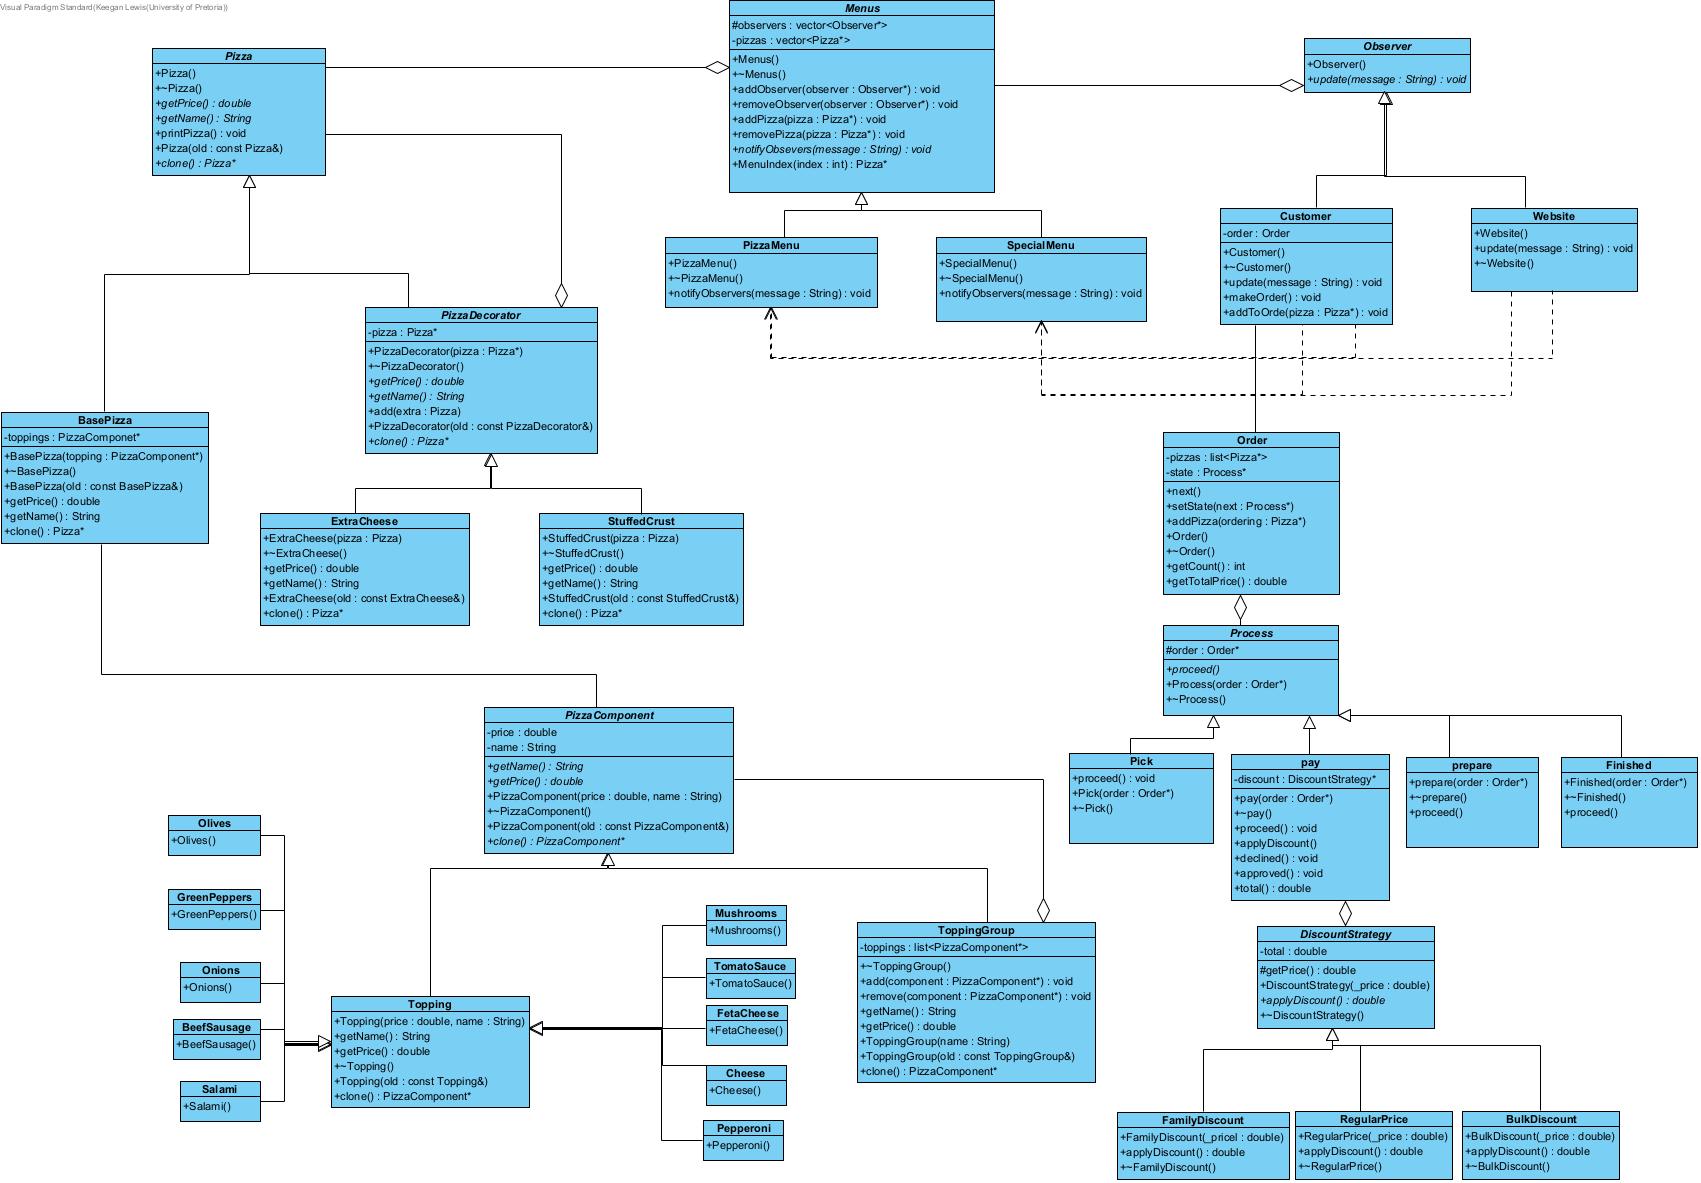 Visual Paradigm Standard(Keegan Lewis(University of Pretoria))
Menus
#observers : vector<Observer*>
-pizzas : vector<Pizza*>
+Menus()
+~Menus()
+addObserver(observer : Observer*) : void
+removeObserver(observer : Observer*) : void
+addPizza(pizza : Pizza*) : void
+removePizza(pizza : Pizza*) : void
+notifyObsevers(message : String) : void
+MenuIndex(index : int) : Pizza*
Pizza
+Pizza()
+~Pizza()
+getPrice() : double
+getName() : String
+printPizza() : void
+Pizza(old : const Pizza&)
+clone() : Pizza*
Observer
+Observer()
+update(message : String) : void
PizzaMenu
+PizzaMenu()
+~PizzaMenu()
+notifyObservers(message : String) : void
SpecialMenu
+SpecialMenu()
+~SpecialMenu()
+notifyObservers(message : String) : void
Customer
-order : Order
+Customer()
+~Customer()
+update(message : String) : void
+makeOrder() : void
+addToOrde(pizza : Pizza*) : void
Website
+Website()
+update(message : String) : void
+~Website()
PizzaDecorator
-pizza : Pizza*
+PizzaDecorator(pizza : Pizza*)
+~PizzaDecorator()
+getPrice() : double
+getName() : String
+add(extra : Pizza)
+PizzaDecorator(old : const PizzaDecorator&)
+clone() : Pizza*
BasePizza
-toppings : PizzaComponet*
+BasePizza(topping : PizzaComponent*)
+~BasePizza()
+BasePizza(old : const BasePizza&)
+getPrice() : double
+getName() : String
+clone() : Pizza*
ExtraCheese
+ExtraCheese(pizza : Pizza)
+~ExtraCheese()
+getPrice() : double
+getName() : String
+ExtraCheese(old : const ExtraCheese&)
+clone() : Pizza*
StuffedCrust
+StuffedCrust(pizza : Pizza)
+~StuffedCrust()
+getPrice() : double
+getName() : String
+StuffedCrust(old : const StuffedCrust&)
+clone() : Pizza*
Order
-pizzas : list<Pizza*>
-state : Process*
+next()
+setState(next : Process*)
+addPizza(ordering : Pizza*)
+Order()
+~Order()
+getCount() : int
+getTotalPrice() : double
Process
#order : Order*
+proceed()
+Process(order : Order*)
+~Process()
Pick
+proceed() : void
+Pick(order : Order*)
+~Pick()
pay
-discount : DiscountStrategy*
+pay(order : Order*)
+~pay()
+proceed() : void
+applyDiscount()
+declined() : void
+approved() : void
+total() : double
prepare
+prepare(order : Order*)
+~prepare()
+proceed()
Finished
+Finished(order : Order*)
+~Finished()
+proceed()
PizzaComponent
-price : double
-name : String
+getName() : String
+getPrice() : double
+PizzaComponent(price : double, name : String)
+~PizzaComponent()
+PizzaComponent(old : const PizzaComponent&)
+clone() : PizzaComponent*
Olives
+Olives()
GreenPeppers
+GreenPeppers()
Onions
+Onions()
BeefSausage
+BeefSausage()
Salami
+Salami()
Topping
+Topping(price : double, name : String)
+getName() : String
+getPrice() : double
+~Topping()
+Topping(old : const Topping&)
+clone() : PizzaComponent*
Mushrooms
+Mushrooms()
TomatoSauce
+TomatoSauce()
FetaCheese
+FetaCheese()
Cheese
+Cheese()
Pepperoni
+Pepperoni()
ToppingGroup
-toppings : list<PizzaComponent*>
+~ToppingGroup()
+add(component : PizzaComponent*) : void
+remove(component : PizzaComponent*) : void
+getName() : String
+getPrice() : double
+ToppingGroup(name : String)
+ToppingGroup(old : const ToppingGroup&)
+clone() : PizzaComponent*
DiscountStrategy
-total : double
#getPrice() : double
+DiscountStrategy(_price : double)
+applyDiscount() : double
+~DiscountStrategy()
FamilyDiscount
+FamilyDiscount(_pricel : double)
+applyDiscount() : double
+~FamilyDiscount()
RegularPrice
+RegularPrice(_price : double)
+applyDiscount() : double
+~RegularPrice()
BulkDiscount
+BulkDiscount(_price : double)
+applyDiscount() : double
+~BulkDiscount()